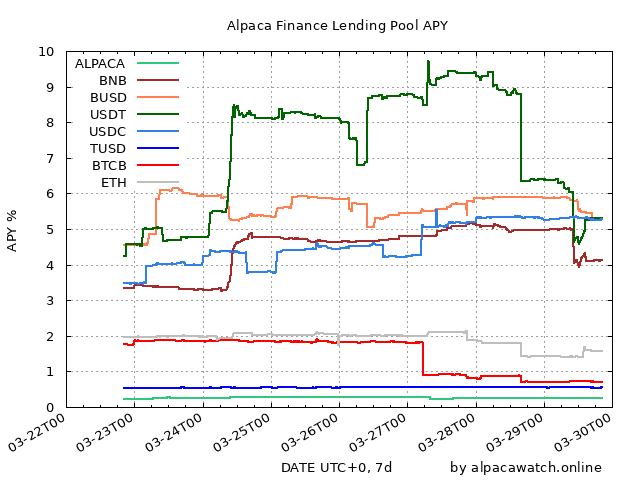 Alpaca Finance Lending Pool APY
10
9
8
7
6
5
4
3
2
1
0
APY %
ALPACA
BNB
BUSD
USDT
USDC
TUSD
BTCB
ETH
03-22T00
03-23T00
03-24T00
03-25T00
03-26T00
03-27T00
03-28T00
03-29T00
03-30T00
DATE UTC+0, 7d
by alpacawatch.online